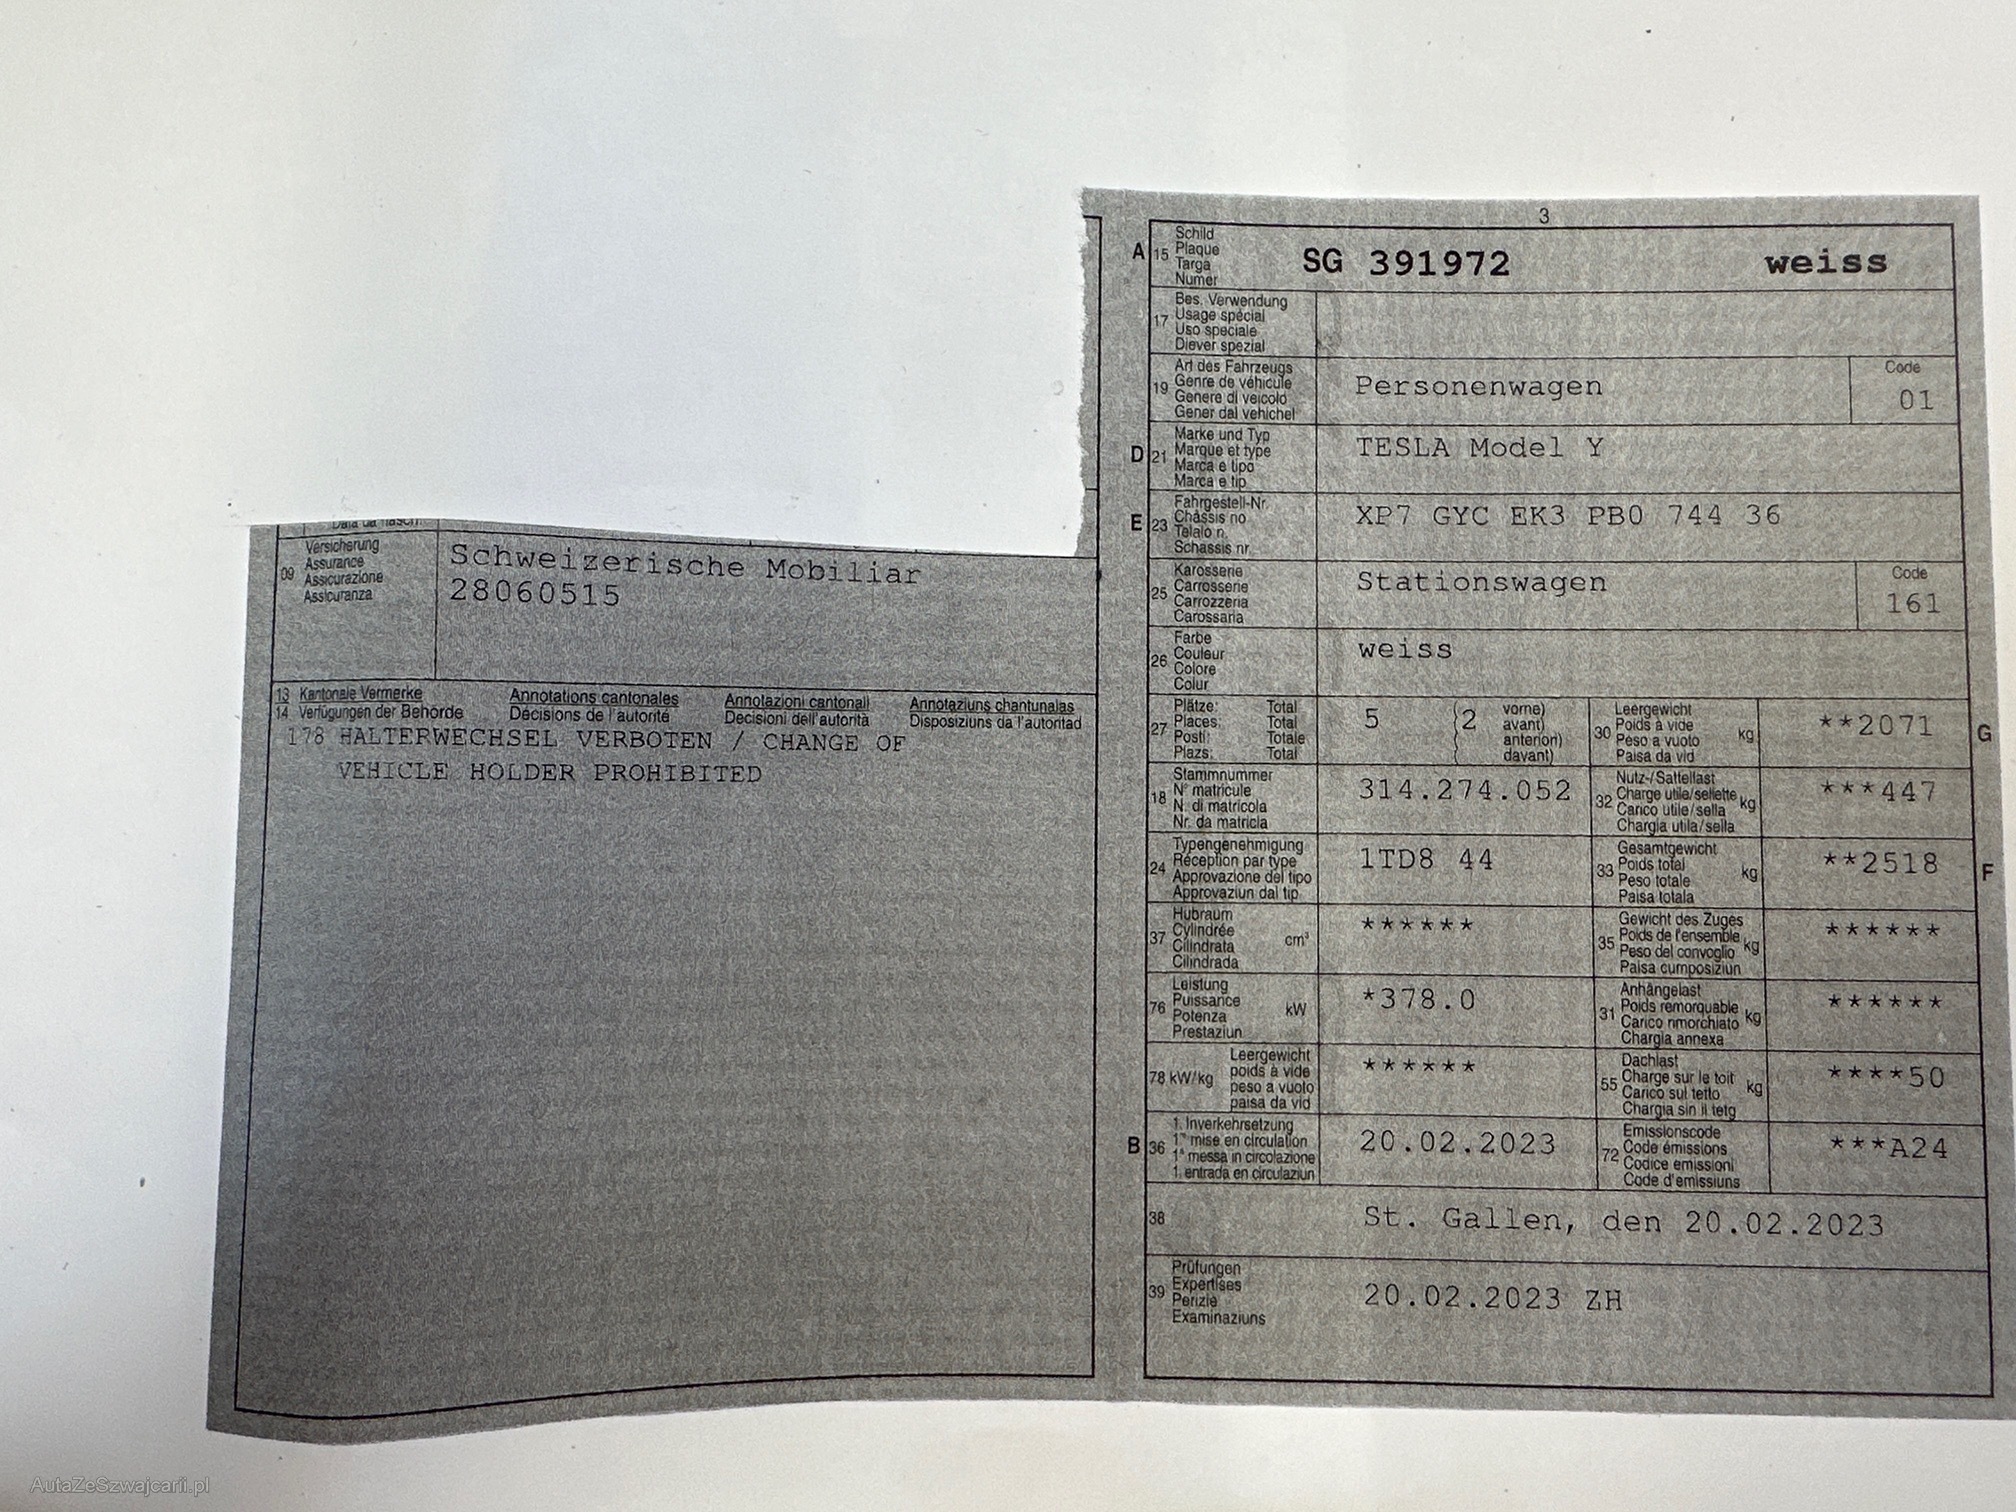 Versicherung
09 Assurance
Assicurazione
Assicuranza
Schweizerische Mobiliar
28060515
13 Kantonale Vermerke Annotations cantonales Annotazioni cantonali Annotaziuns chantunalas
14 Verfügungen der Behörde Décisions de l'autorité Decisioni dell'autorità Disposiziuns da l'autoritad
178 HALTERWECHSEL VERBOTEN / CHANGE OF
VEHICLE HOLDER PROHIBITED
3
A 15 Schild
Plaque
Targa
Numer
SG 391972 weiss
17 Bes. Verwendung
Usage spécial
Uso speciale
Diever spezial
19 Art des Fahrzeugs
Genre de véhicule
Genere di veicolo
Gener dal vehichel
Personenwagen
Code
01
D 21 Marke und Typ
Marque et type
Marca e tipo
Marca e tip
TESLA Model Y
E 23 Fahrgestell-Nr.
Châssis no
Telaio n.
Schassis nr.
XP7 GYC EK3 PB0 744 36
25 Karosserie
Carrosserie
Carrozzeria
Carossaria
Stationswagen
Code
161
26 Farbe
Couleur
Colore
Colur
weiss
27 Plätze: Total
Places: Total
Posti: Totale
Plazs: Total
5 (2 vorne)
avant)
anteriori)
davant)
30 Leergewicht
Poids à vide
Peso a vuoto
Paisa da vid
kg
**2071
G
18 Stammnummer
N° matricule
N. di matricola
Nr. da matricla
314.274.052
32 Nutz-/Sattellast
Charge utile/sellette
Carico utile/sella
Chargia utila/sella
kg
***447
24 Typengenehmigung
Réception par type
Approvazione del tipo
Approvaziun dal tip
1TD8 44
33 Gesamtgewicht
Poids total
Peso totale
Paisa totala
kg
**2518
F
37 Hubraum
Cylindrée
Cilindrata
Cilindrada
cm³
******
35 Gewicht des Zuges
Poids de l'ensemble
Peso del convoglio
Paisa cumposiziun
kg
******
76 Leistung
Puissance
Potenza
Prestaziun
kW
*378.0
31 Anhängelast
Poids remorquable
Carico rimorchiato
Chargia annexa
kg
******
78 kW/kg Leergewicht
poids à vide
peso a vuoto
paisa da vid
******
55 Dachlast
Charge sur le toit
Carico sul tetto
Chargia sin il tetg
kg
****50
B 36 1. Inverkehrsetzung
1re mise en circulation
1a messa in circolazione
1. entrada en circulaziun
20.02.2023
72 Emissionscode
Code émissions
Codice emissioni
Code d'emissiuns
***A24
38 St. Gallen, den 20.02.2023
39 Prüfungen
Expertises
Perizie
Examinaziuns
20.02.2023 ZH
AutaZeSzwajcarii.pl